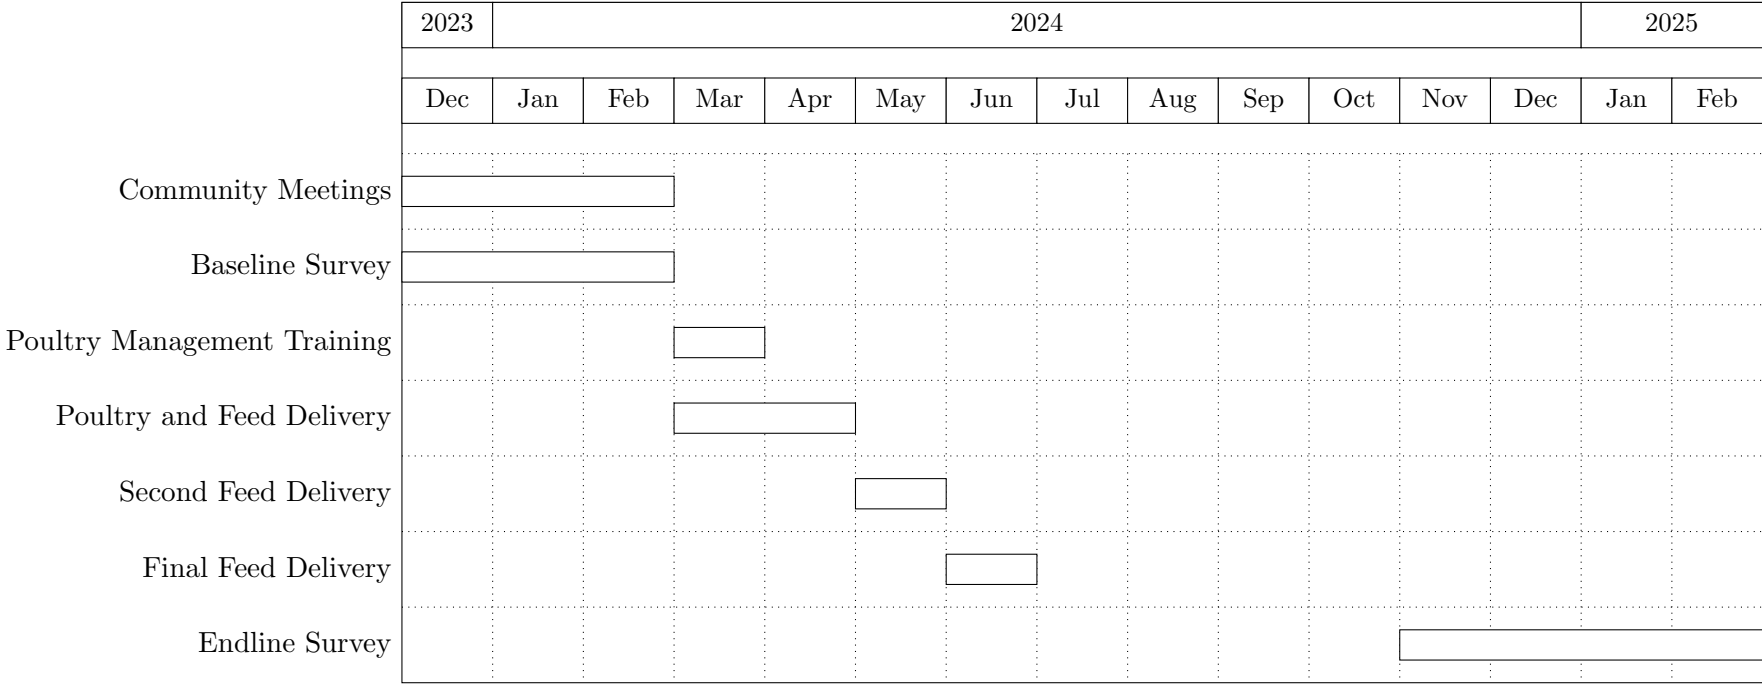 2023 2024 2025
Dec Jan Feb Mar Apr May Jun Jul Aug Sep Oct Nov Dec Jan Feb
Community Meetings
Baseline Survey
Poultry Management Training
Poultry and Feed Delivery
Second Feed Delivery
Final Feed Delivery
Endline Survey